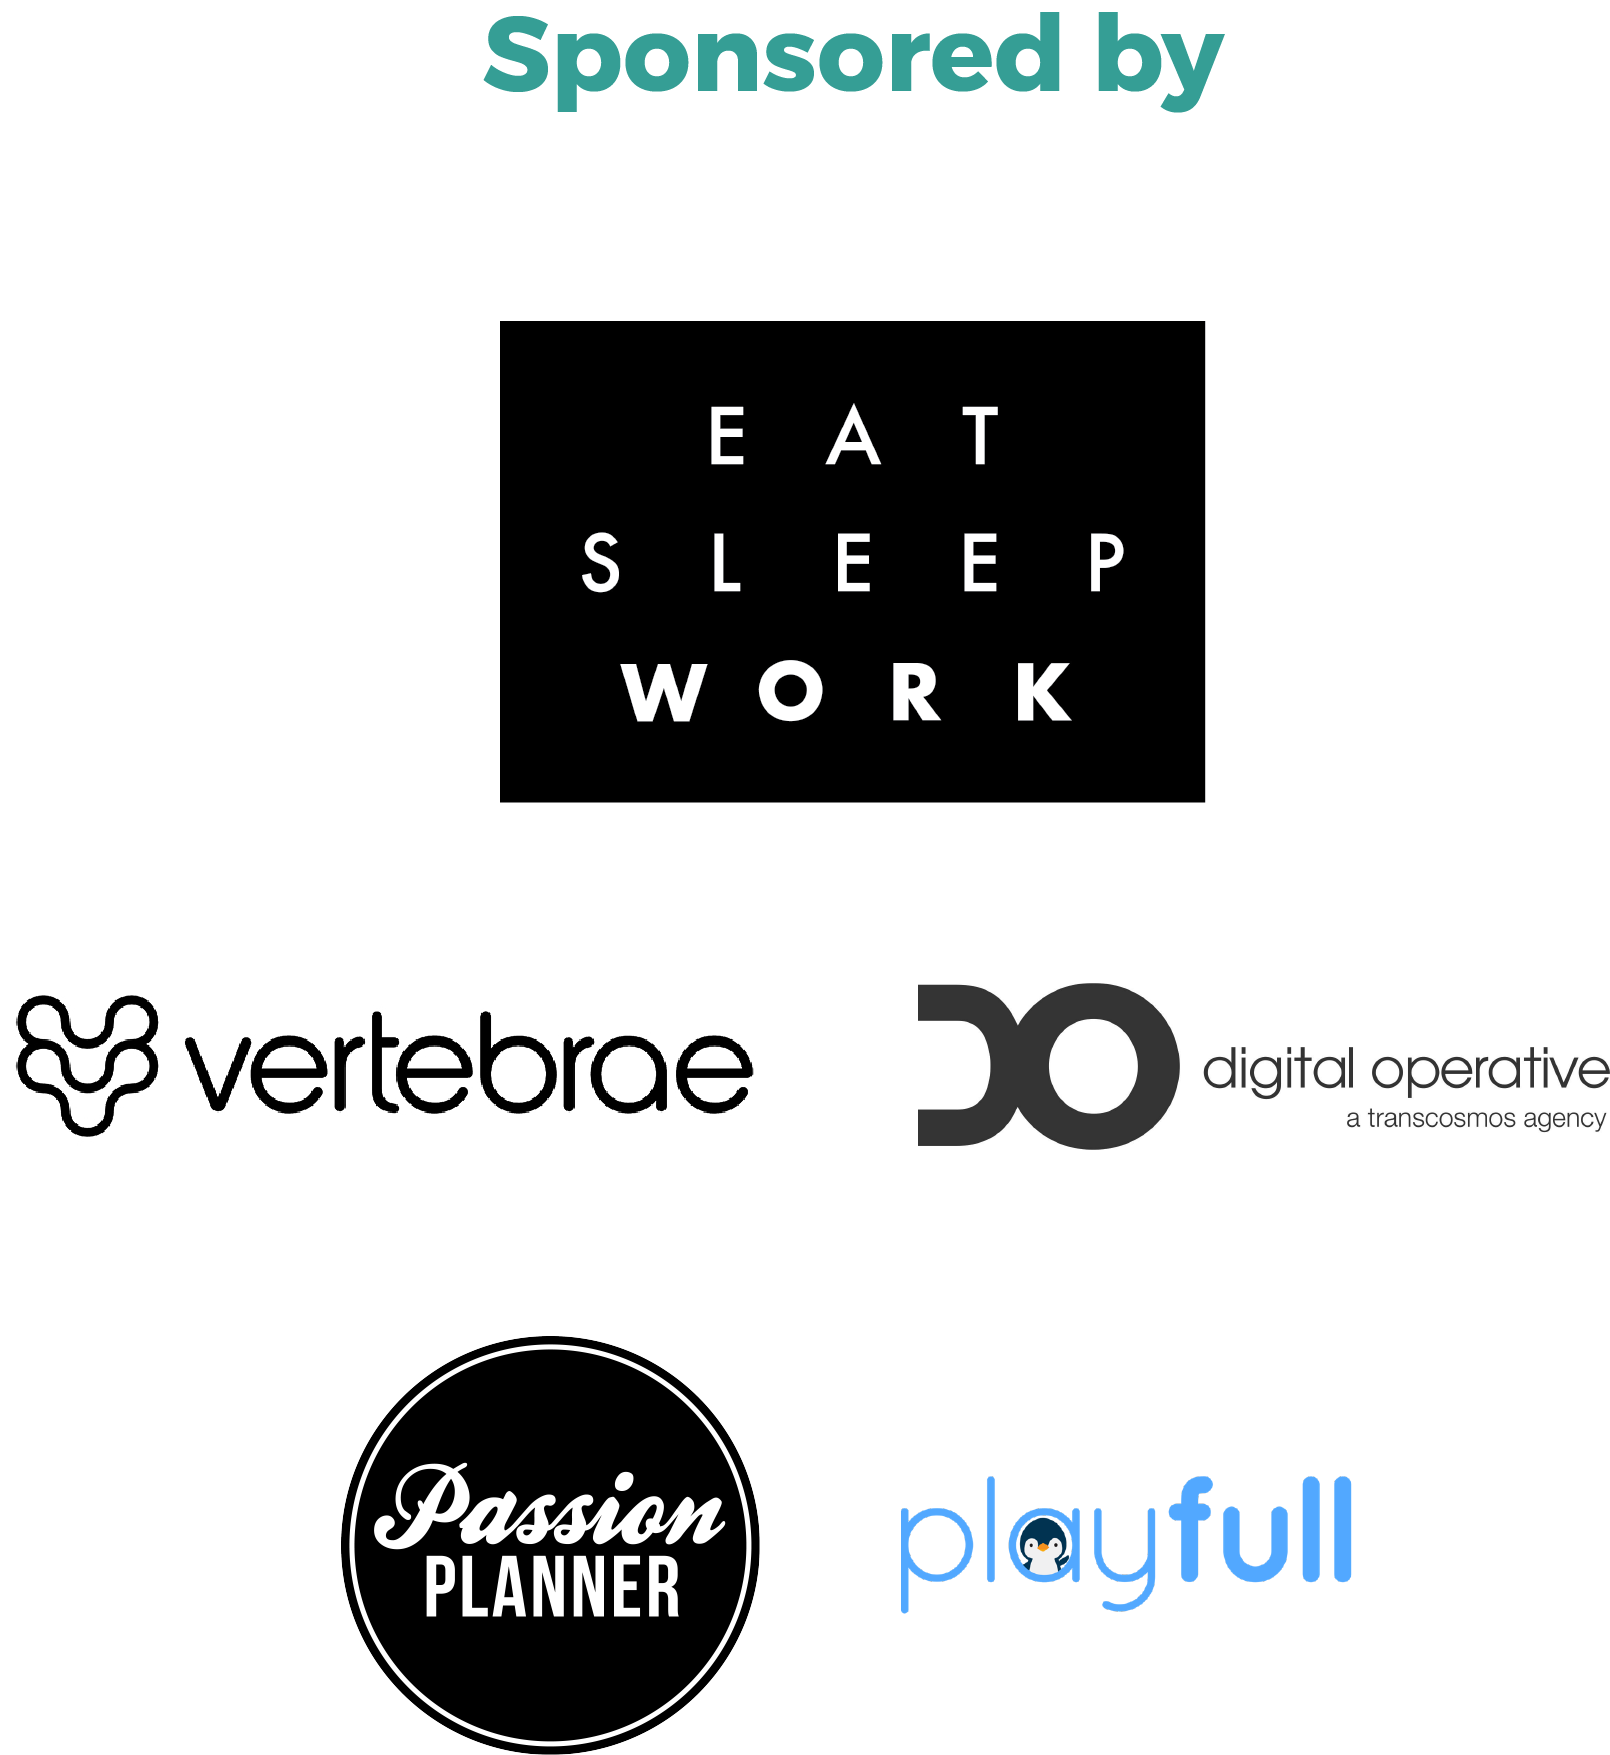 Sponsored by
EAT
SLEEP
WORK
vertebrae
digital operative
a transcosmos agency
Passion
PLANNER
playfull